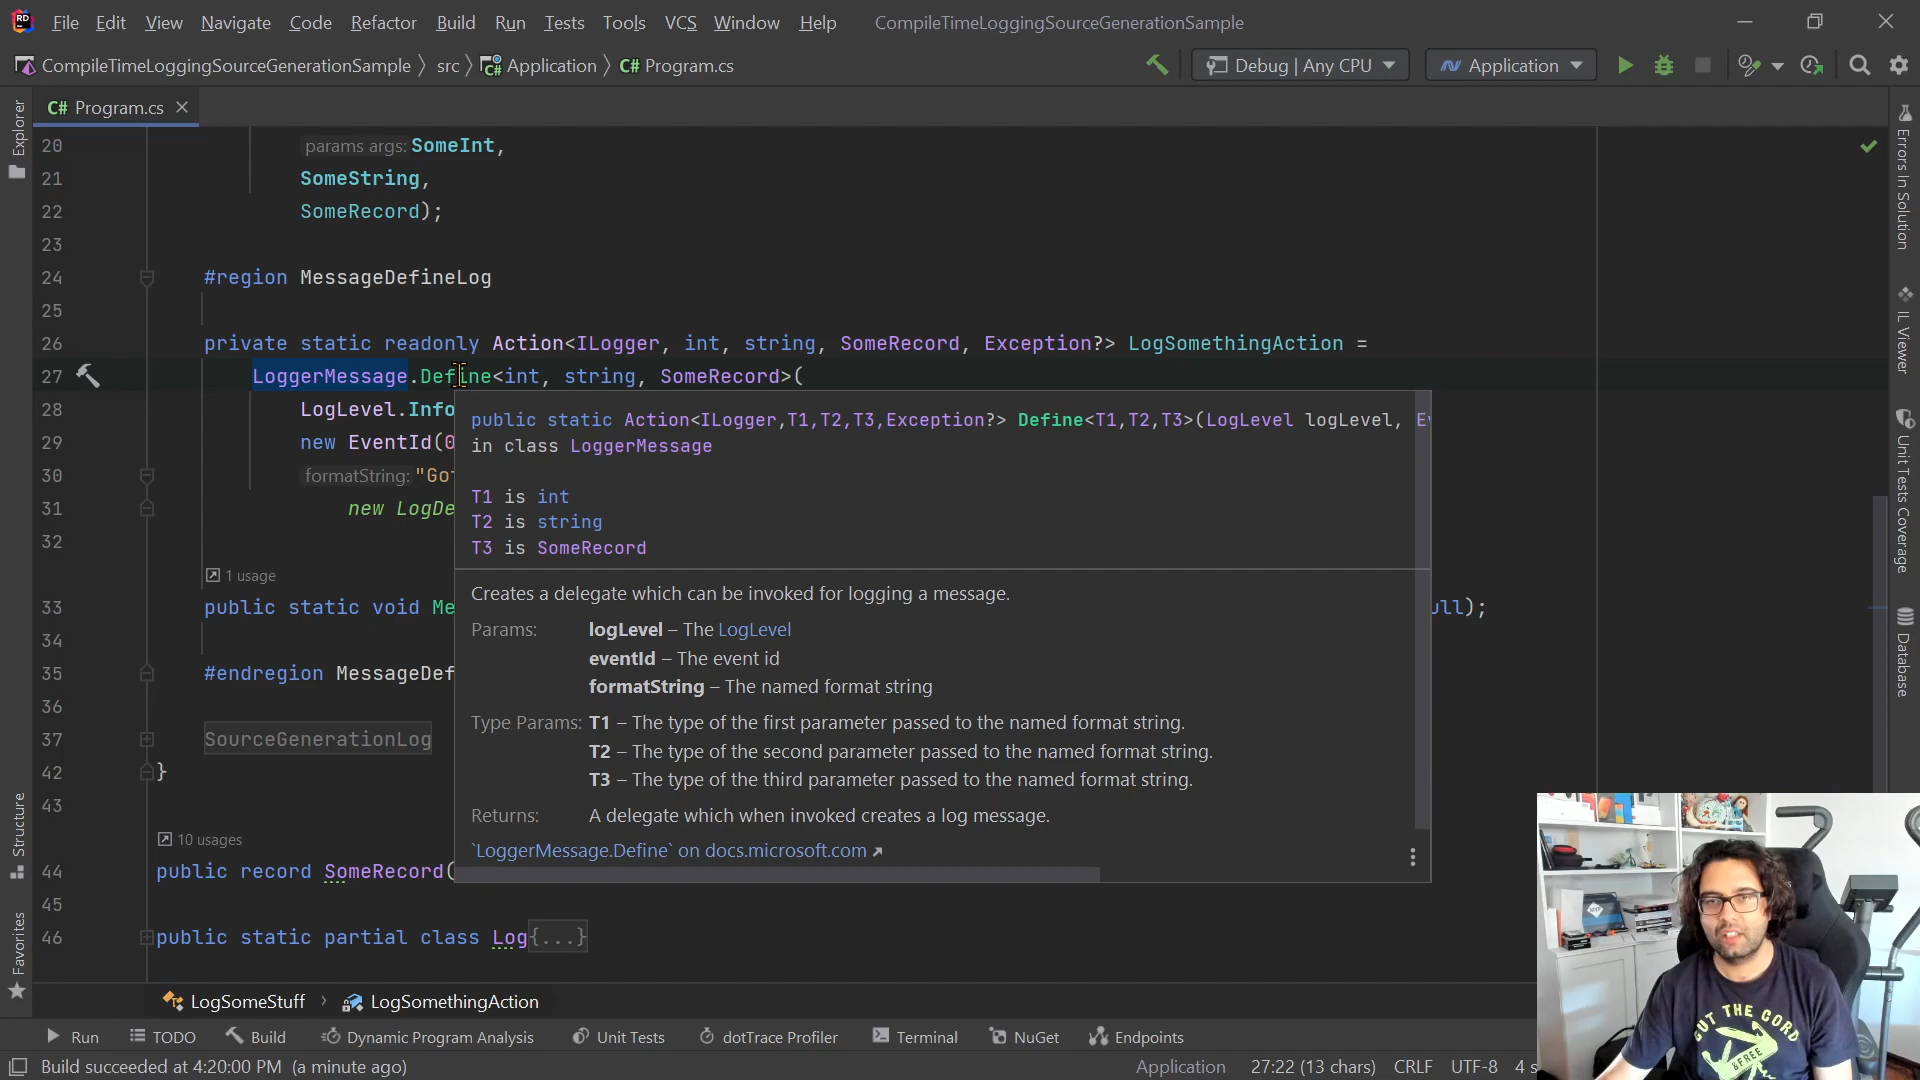 RD File Edit View Navigate Code Refactor Build Run Tests Tools VCS Window Help CompileTimeLoggingSourceGenerationSample
CompileTimeLoggingSourceGenerationSample src Application C# Program.cs Debug | Any CPU Application
C# Program.cs
Explorer
Structure
Favorites
20 params args: SomeInt,
21 SomeString,
22 SomeRecord);
23
24 #region MessageDefineLog
25
26 private static readonly Action<ILogger, int, string, SomeRecord, Exception?> LogSomethingAction =
27 LoggerMessage.Define<int, string, SomeRecord>(
28 LogLevel.Info
29 new EventId(0
30 formatString: "Got
31 new LogDe
32
1 usage
33 public static void Me ull);
34
35 #endregion MessageDef
36
37 SourceGenerationLog
42 }
43
10 usages
44 public record SomeRecord(
45
46 public static partial class Log{...}
public static Action<ILogger,T1,T2,T3,Exception?> Define<T1,T2,T3>(LogLevel logLevel, Ev
in class LoggerMessage
T1 is int
T2 is string
T3 is SomeRecord
Creates a delegate which can be invoked for logging a message.
Params: logLevel – The LogLevel
eventId – The event id
formatString – The named format string
Type Params: T1 – The type of the first parameter passed to the named format string.
T2 – The type of the second parameter passed to the named format string.
T3 – The type of the third parameter passed to the named format string.
Returns: A delegate which when invoked creates a log message.
`LoggerMessage.Define` on docs.microsoft.com
Errors In Solution
IL Viewer
Unit Tests Coverage
Database
LogSomeStuff LogSomethingAction
Run TODO Build Dynamic Program Analysis Unit Tests dotTrace Profiler Terminal NuGet Endpoints
Build succeeded at 4:20:00 PM (a minute ago) Application 27:22 (13 chars) CRLF UTF-8 4 s
CUT THE CORD
&FREE